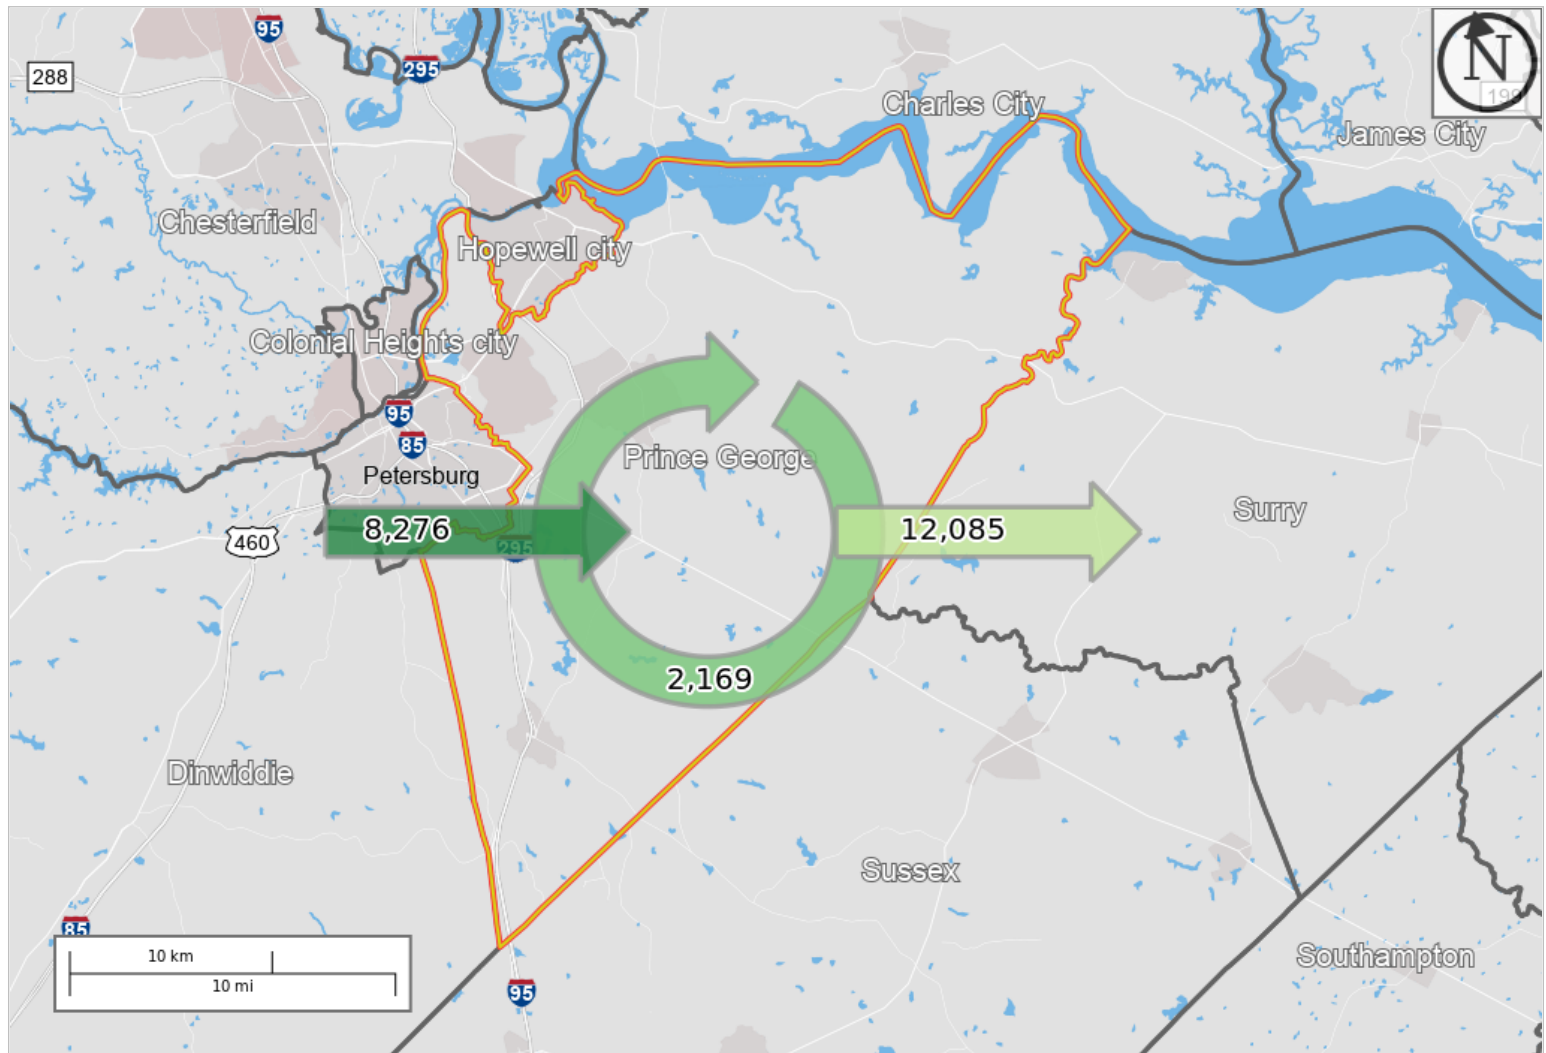 95
295
288
N
199
Charles City
James City
Chesterfield
Hopewell city
Colonial Heights city
95
85
Prince George
Petersburg
8,276
12,085
Surry
460
295
2,169
Dinwiddie
Sussex
85
10 km
10 mi
Southampton
95